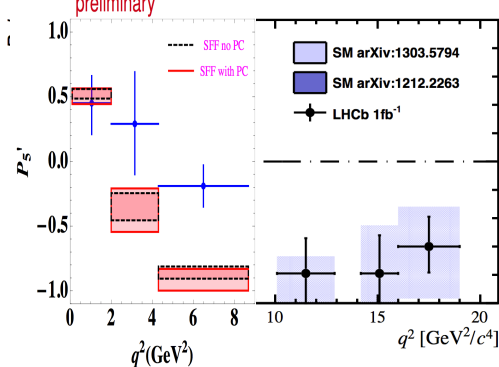 preliminary
1.0
0.5
0.0
−0.5
−1.0
P5'
SFF no PC
SFF with PC
0 2 4 6 8
q²(GeV²)
SM arXiv:1303.5794
SM arXiv:1212.2263
LHCb 1fb⁻¹
10 15 20
q² [GeV²/c⁴]